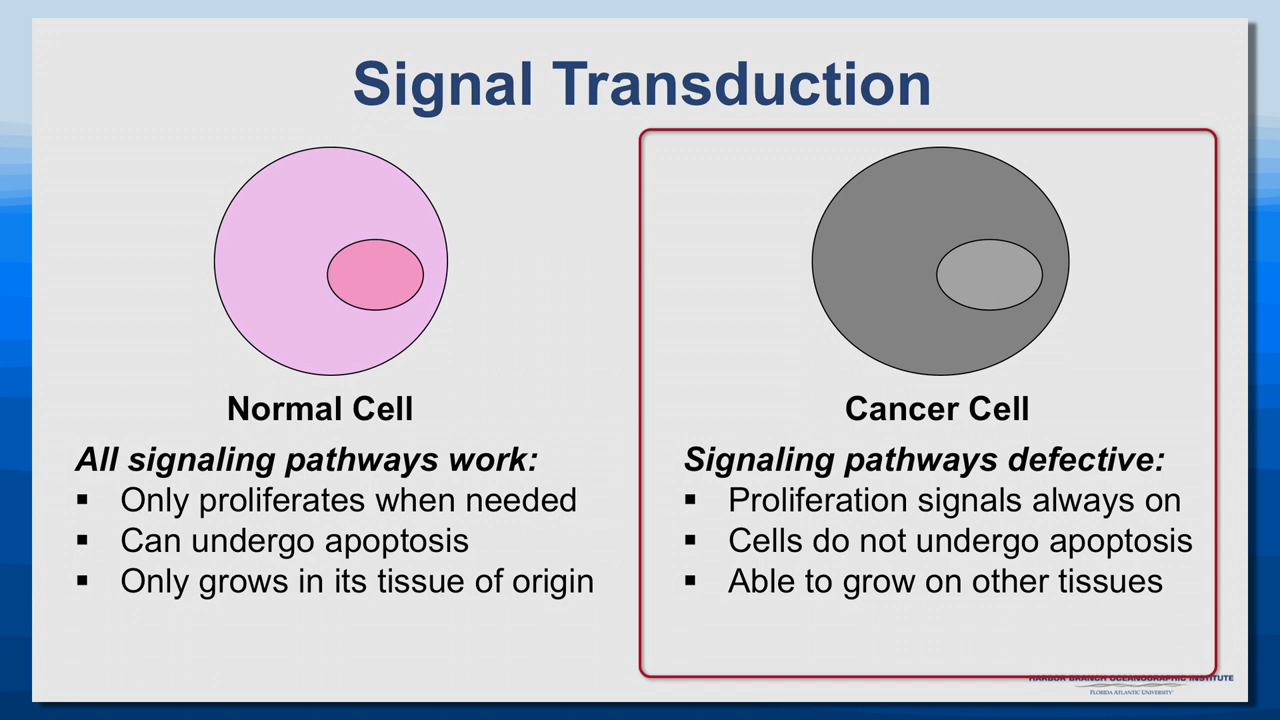 Signal Transduction
Normal Cell
All signaling pathways work:
▪ Only proliferates when needed
▪ Can undergo apoptosis
▪ Only grows in its tissue of origin
Cancer Cell
Signaling pathways defective:
▪ Proliferation signals always on
▪ Cells do not undergo apoptosis
▪ Able to grow on other tissues
HARBOR BRANCH OCEANOGRAPHIC INSTITUTE
FLORIDA ATLANTIC UNIVERSITY